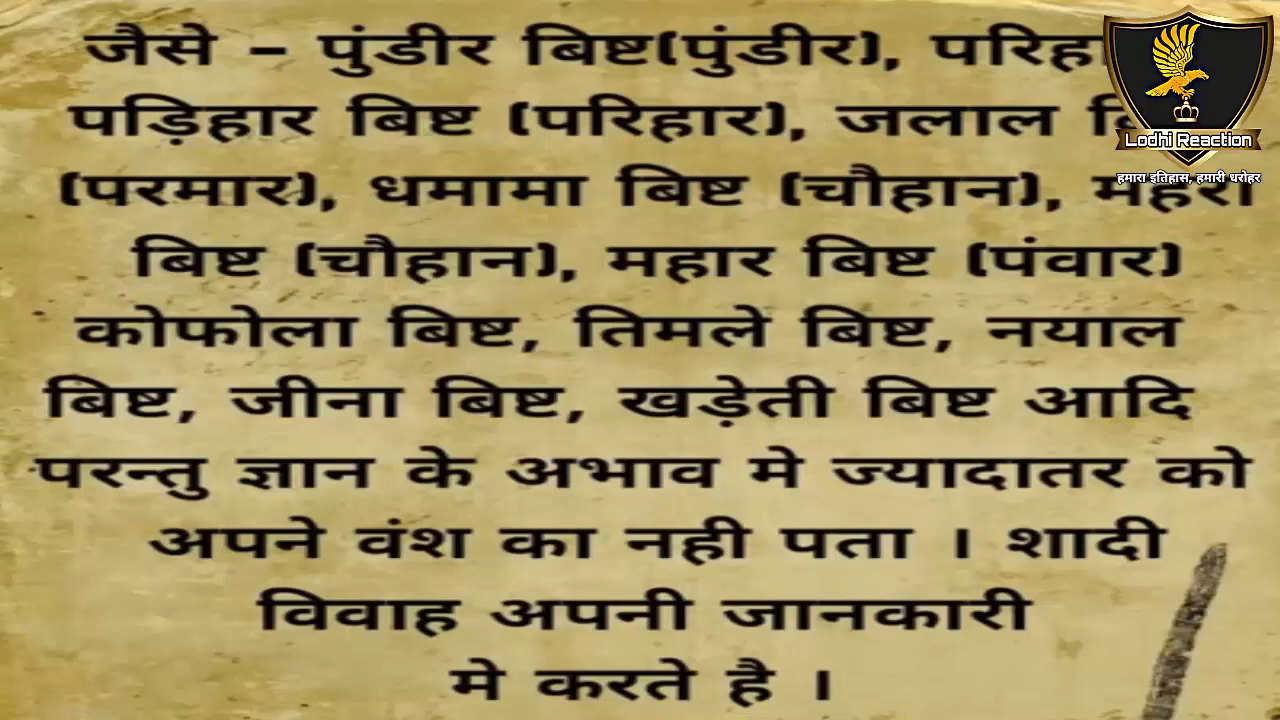 जैसे – पुंडीर बिष्ट(पुंडीर),
पड़िहार बिष्ट (परिहार), जलाल
(परमार), धमामा बिष्ट (चौहान),
बिष्ट (चौहान), महार बिष्ट (पंवार)
कोफोला बिष्ट, तिमले बिष्ट, नयाल
बिष्ट, जीना बिष्ट, खड़ेती बिष्ट आदि
परन्तु ज्ञान के अभाव मे ज्यादातर को
अपने वंश का नही पता । शादी
विवाह अपनी जानकारी
मे करते है ।
Lodhi Reaction
हमारा इतिहास, हमारी धरोहर